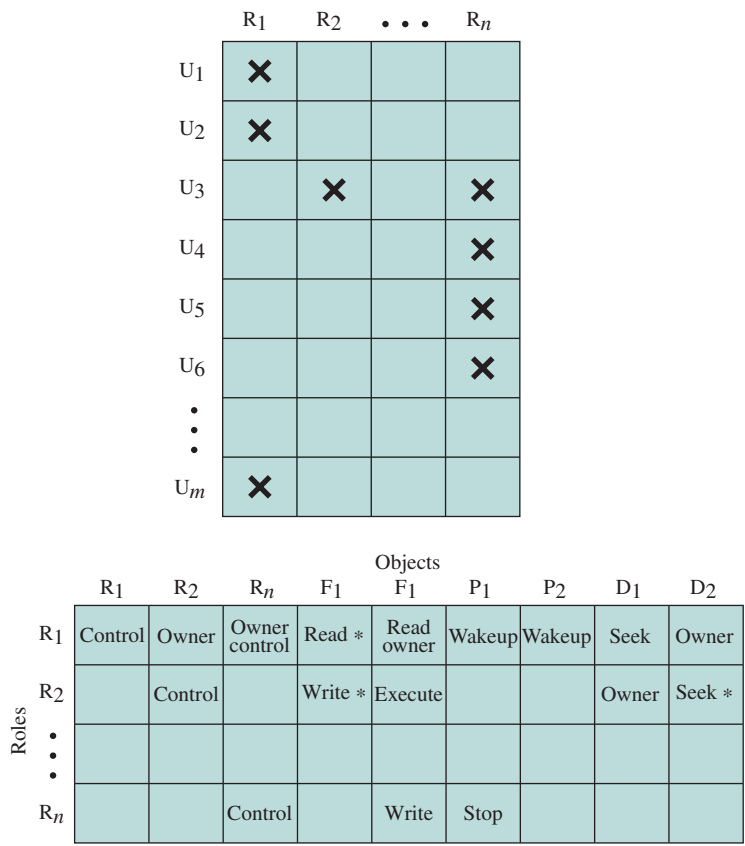 R1 R2 • • • Rn
U1
U2
U3
U4
U5
U6
Um
Objects
R1 R2 Rn F1 F1 P1 P2 D1 D2
Roles
R1 Control Owner Owner control Read * Read owner Wakeup Wakeup Seek Owner
R2 Control Write * Execute Owner Seek *
Rn Control Write Stop